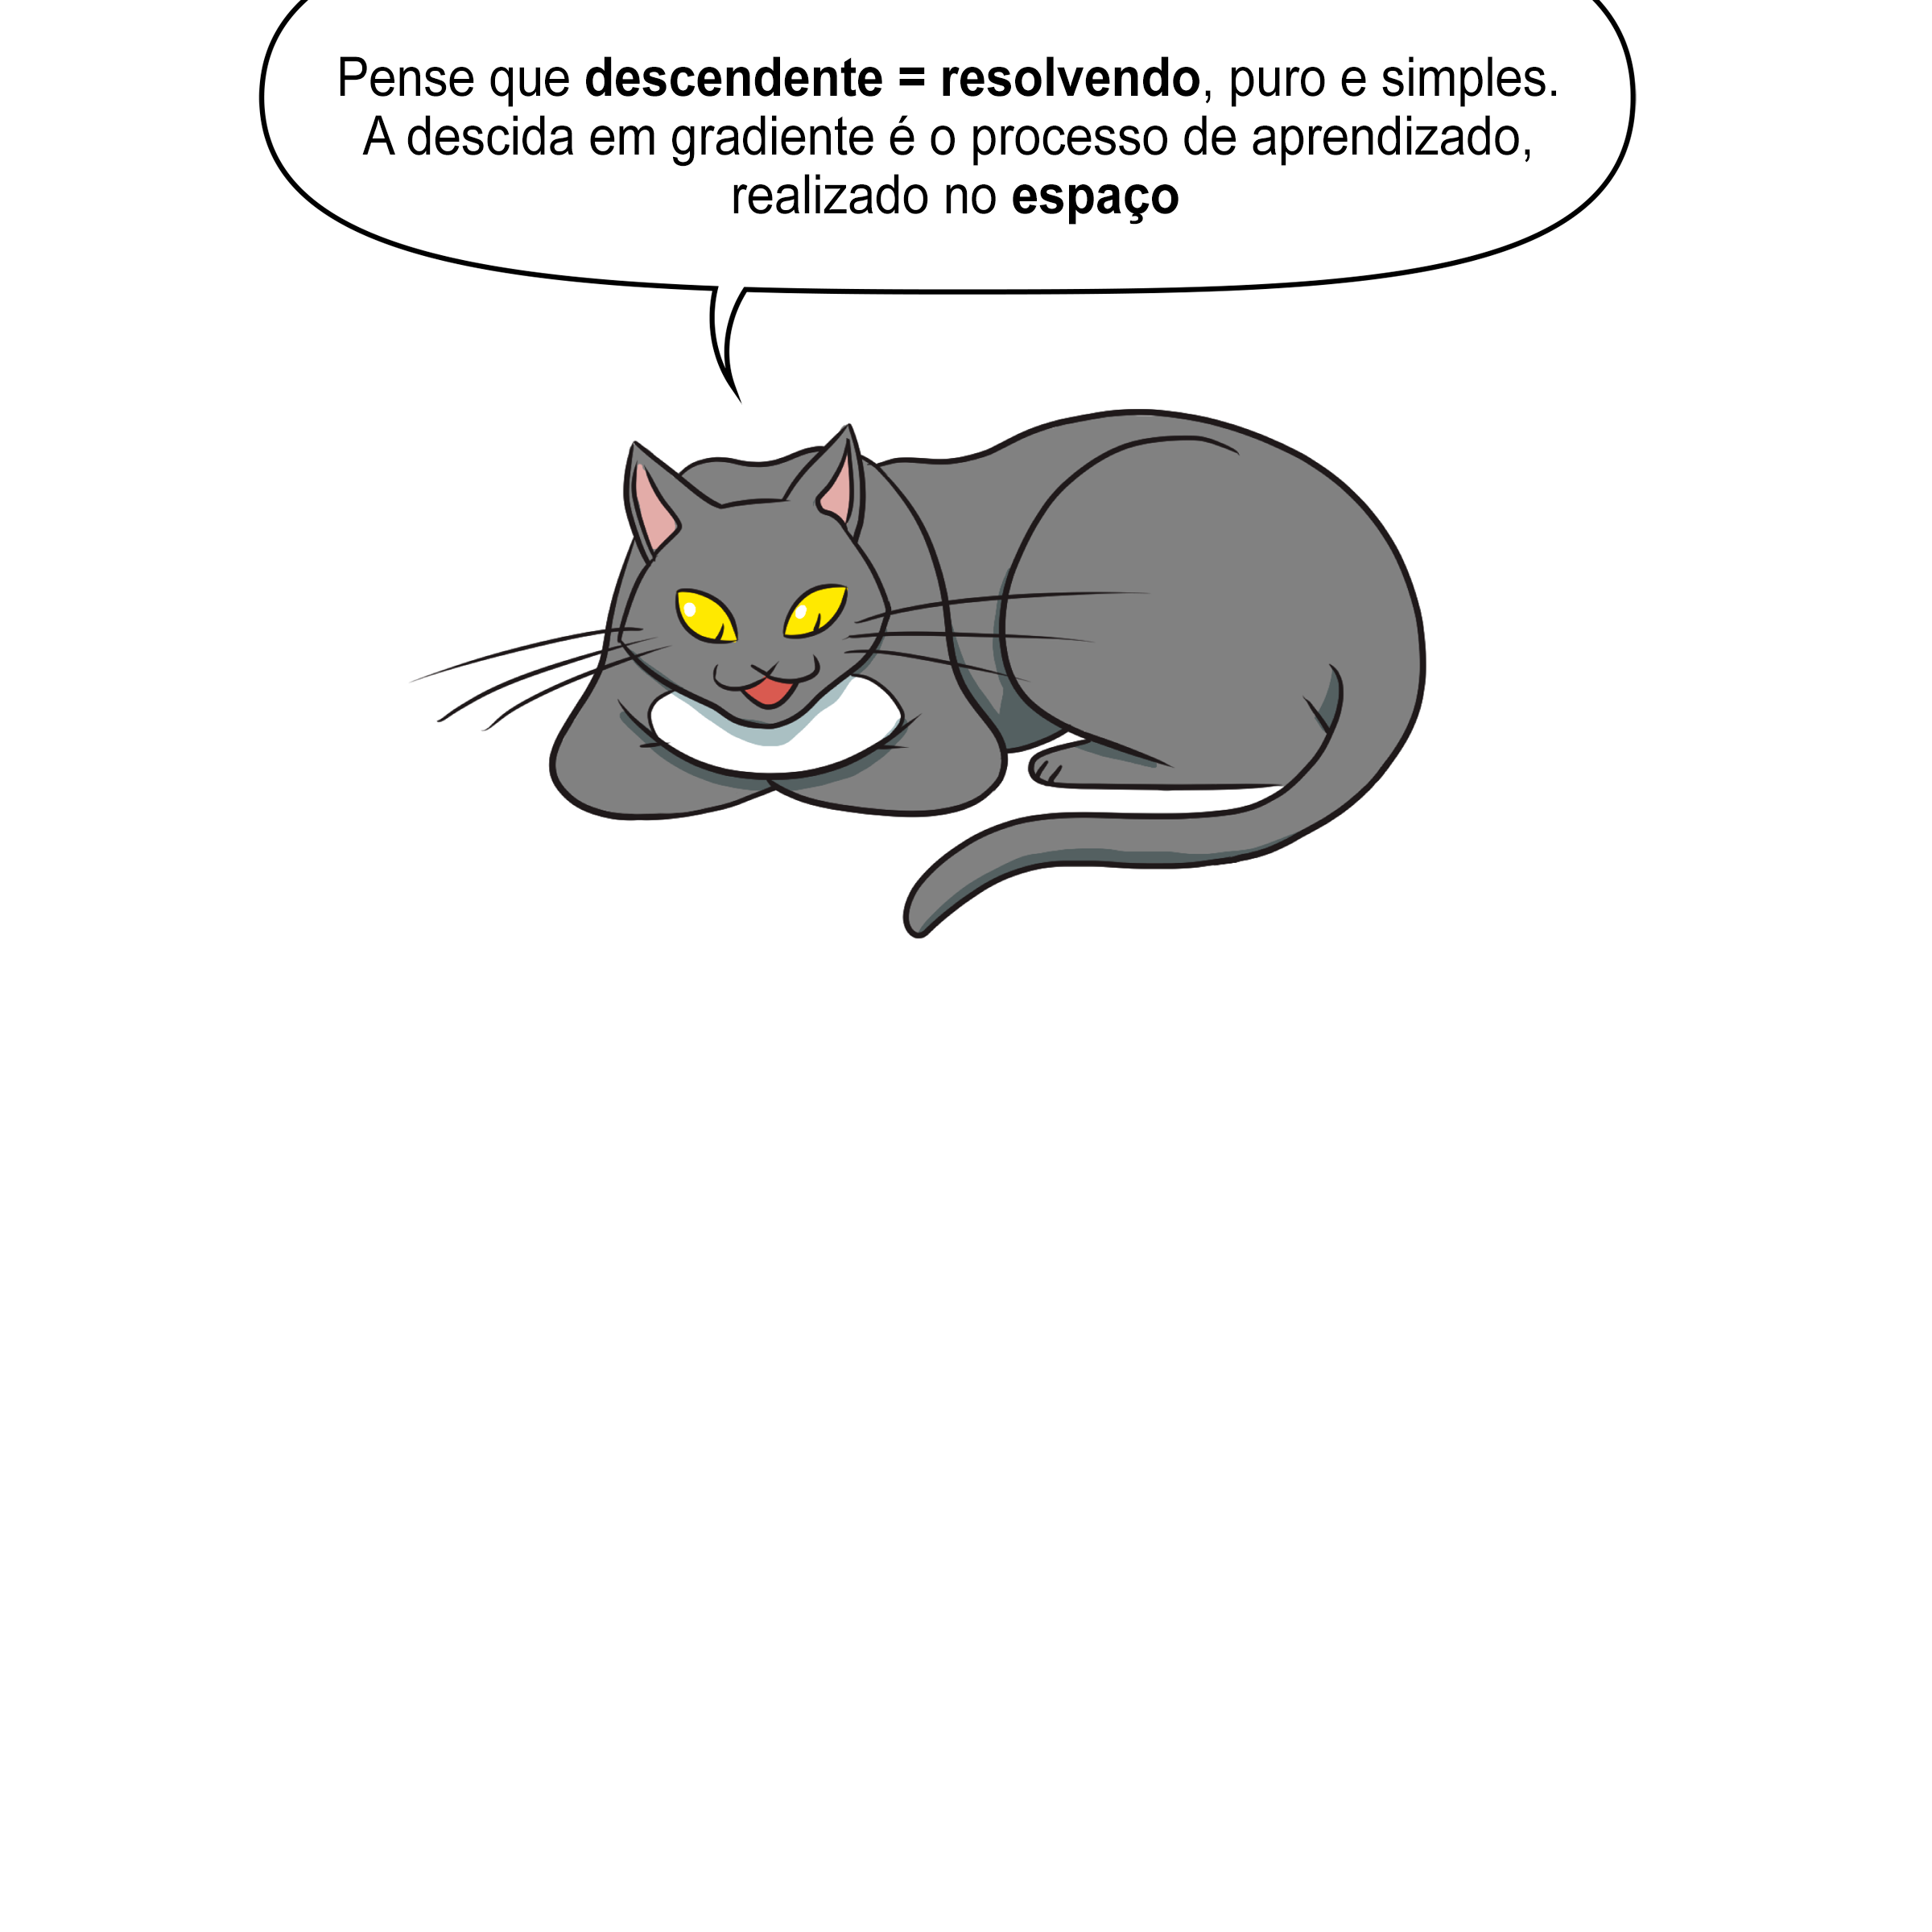 Pense que descendente = resolvendo, puro e simples.
A descida em gradiente é o processo de aprendizado,
realizado no espaço